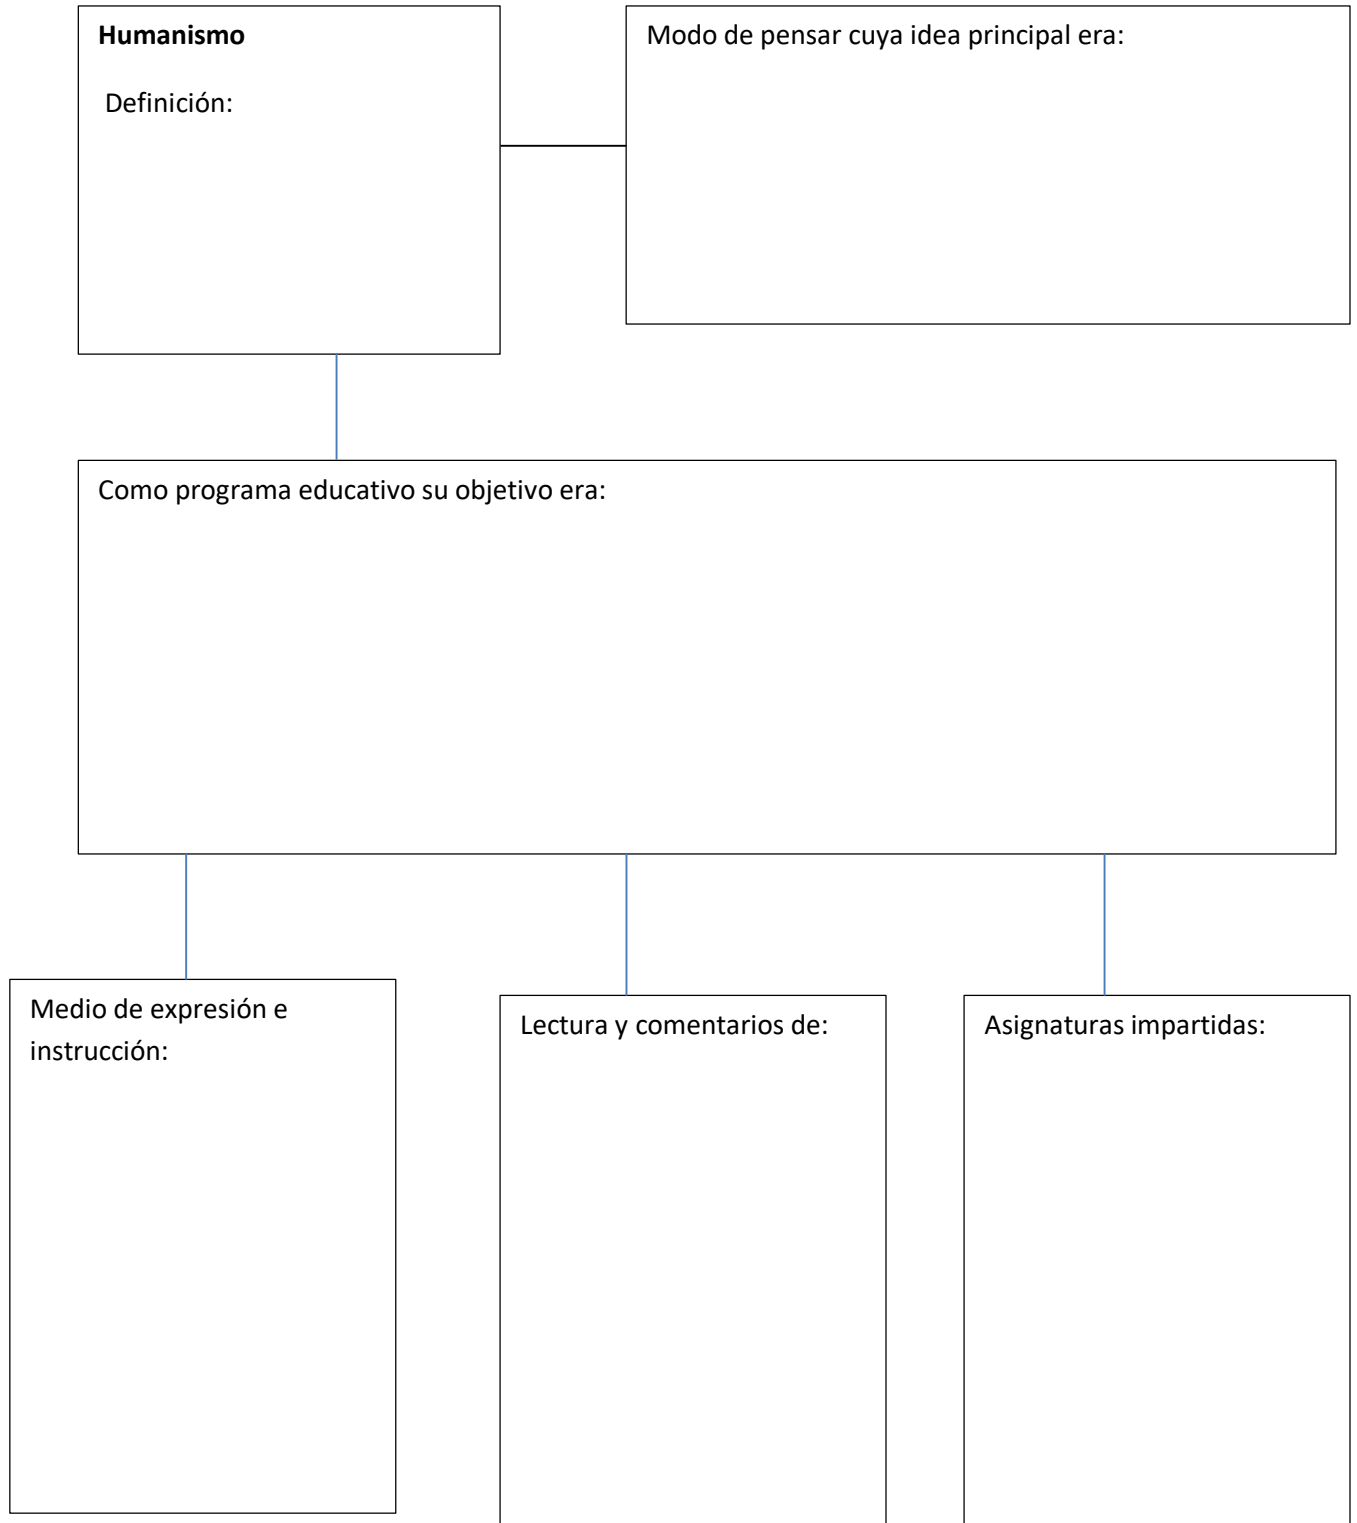 Humanismo
Definición:
Modo de pensar cuya idea principal era:
Como programa educativo su objetivo era:
Medio de expresión e
instrucción:
Lectura y comentarios de:
Asignaturas impartidas: